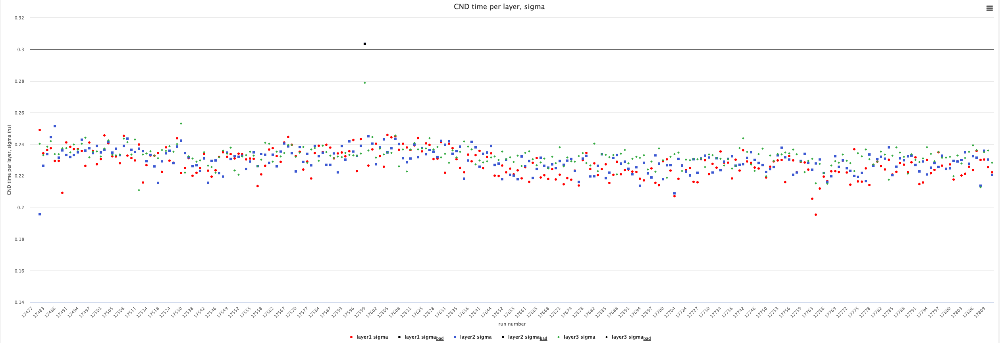 CND time per layer, sigma
0.32
0.3
0.28
0.26
0.24
0.22
0.2
0.18
0.16
0.14
CND time per layer, sigma (ns)
17477 17483 17486 17491 17494 17497 17501 17505 17508 17511 17514 17518 17524 17530 17538 17542 17546 17549 17552 17555 17558 17562 17567 17570 17577 17584 17587 17593 17596 17599 17602 17605 17608 17611 17625 17628 17631 17635 17638 17641 17644 17652 17655 17661 17665 17668 17671 17674 17678 17682 17685 17688 17691 17694 17697 17700 17704 17724 17727 17730 17734 17738 17742 17746 17750 17753 17756 17759 17763 17766 17769 17772 17775 17778 17782 17785 17788 17791 17794 17797 17800 17803 17806 17809
run number
layer1 sigma layer1 sigmabad layer2 sigma layer2 sigmabad layer3 sigma layer3 sigmabad